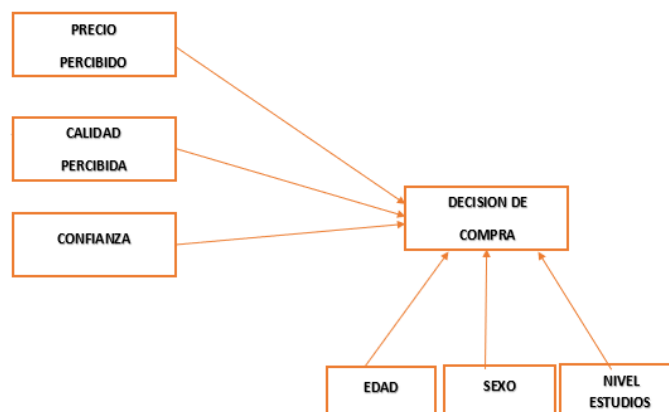 PRECIO
PERCIBIDO
CALIDAD
PERCIBIDA
CONFIANZA
DECISION DE
COMPRA
EDAD
SEXO
NIVEL
ESTUDIOS